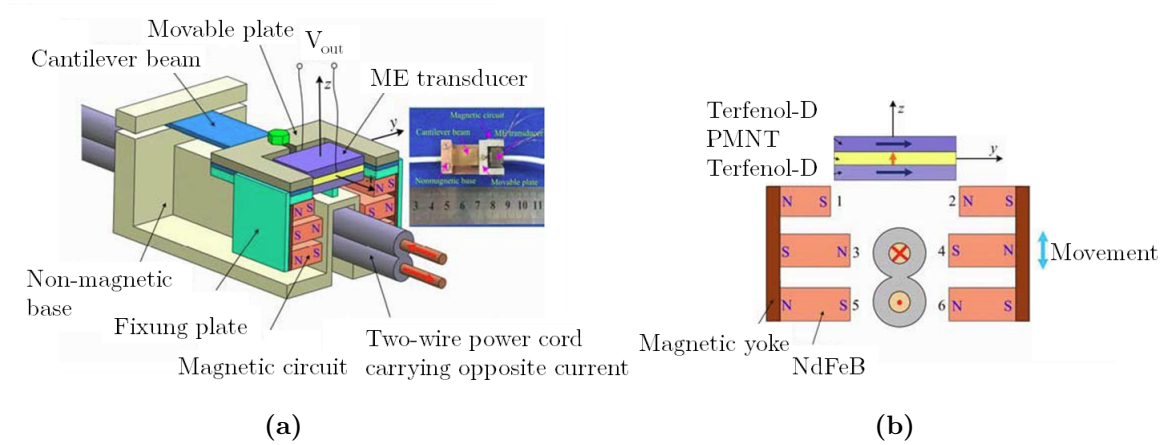 Movable plate
V_out
Cantilever beam
ME transducer
z
y
Magnetic circuit
Cantilever beam
ME transducer
Nonmagnetic base
Movable plate
3 4 5 6 7 8 9 10 11
N
S
N
S
N
S
N
S
Non-magnetic
base
Fixung plate
Magnetic circuit
Two-wire power cord
carrying opposite current
(a)
Terfenol-D
PMNT
Terfenol-D
z
y
N S 1
2 N S
S N 3
4 S N
Movement
N S 5
6 N S
Magnetic yoke
NdFeB
(b)